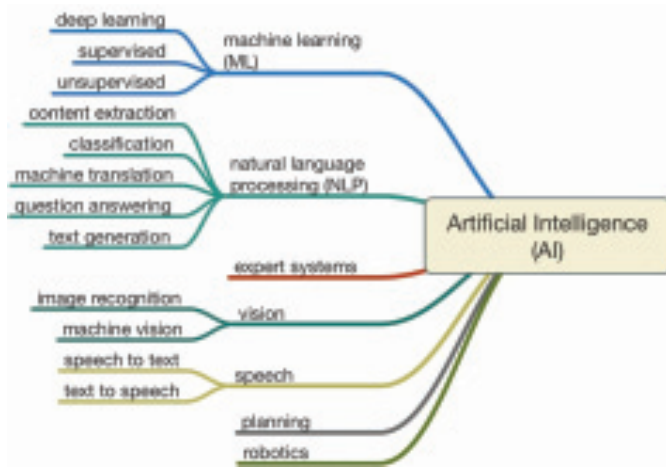 deep learning
supervised
unsupervised
machine learning
(ML)
content extraction
classification
machine translation
question answering
text generation
natural language
processing (NLP)
expert systems
image recognition
machine vision
vision
speech to text
text to speech
speech
planning
robotics
Artificial Intelligence
(AI)